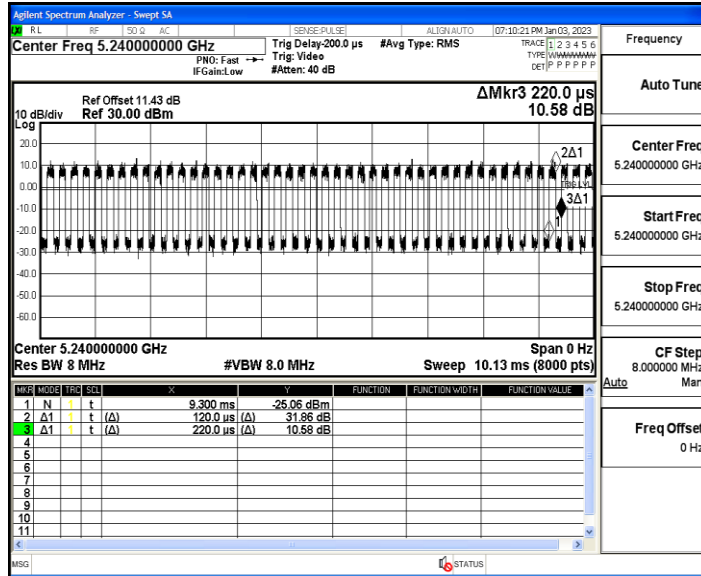 Agilent Spectrum Analyzer - Swept SA
RL RF 50 Ω AC SENSE:PULSE ALIGNAUTO 07:10:21 PM Jan 03, 2023
Center Freq 5.240000000 GHz
PNO: Fast
IFGain:Low
Trig Delay-200.0 µs
Trig: Video
#Atten: 40 dB
#Avg Type: RMS
TRACE 1 2 3 4 5 6
TYPE
DET P P P P P P
ΔMkr3 220.0 µs
10.58 dB
Ref Offset 11.43 dB
10 dB/div Ref 30.00 dBm
Log
20.0
10.0
0.00
-10.0
-20.0
-30.0
-40.0
-50.0
-60.0
2Δ1
TRIG LVL
3Δ1
1
Center 5.240000000 GHz Span 0 Hz
Res BW 8 MHz #VBW 8.0 MHz Sweep 10.13 ms (8000 pts)
MKR MODE TRC SCL X Y FUNCTION FUNCTION WIDTH FUNCTION VALUE
1 N 1 t 9.300 ms -25.06 dBm
2 Δ1 1 t (Δ) 120.0 µs (Δ) 31.86 dB
3 Δ1 1 t (Δ) 220.0 µs (Δ) 10.58 dB
4
5
6
7
8
9
10
11
MSG STATUS
Frequency
Auto Tune
Center Freq
5.240000000 GHz
Start Freq
5.240000000 GHz
Stop Freq
5.240000000 GHz
CF Step
8.000000 MHz
Auto Man
Freq Offset
0 Hz